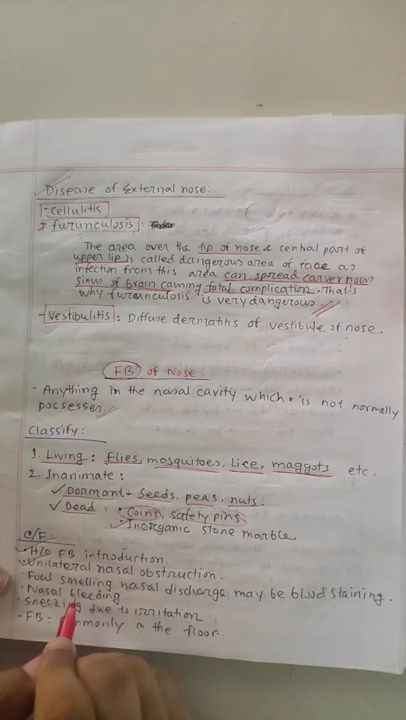 Disease of External nose:
- cellulitis
- furunculosis :
The area over the tip of nose & central part of
upper lip is called dangerous area of face as
infection from this area can spread cavernous
sinus of brain causing fatal complication. That's
why furunculosis is very dangerous.
- Vestibulitis : Diffuse dermatitis of vestibule of nose.
FB of Nose:
- Anything in the nasal cavity which is not normally
possesses
Classify:
1. Living: Flies, mosquitoes, Lice, maggots etc.
2. Inanimate:
Dormant - seeds, peas, nuts.
Dead : • Coins, safety pins
• Inorganic stone marble
C/F:
• H/O FB introduction
• Unilateral nasal obstruction.
• Foul smelling nasal discharge may be blood staining.
• Nasal bleeding.
• Sneezing due to irritation.
• FB: commonly in the floor.